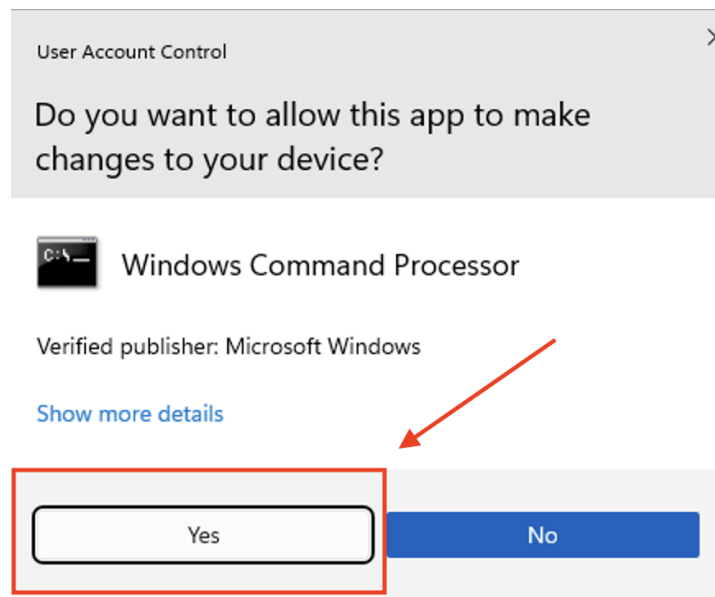 User Account Control
Do you want to allow this app to make
changes to your device?
C:\_
Windows Command Processor
Verified publisher: Microsoft Windows
Show more details
Yes
No